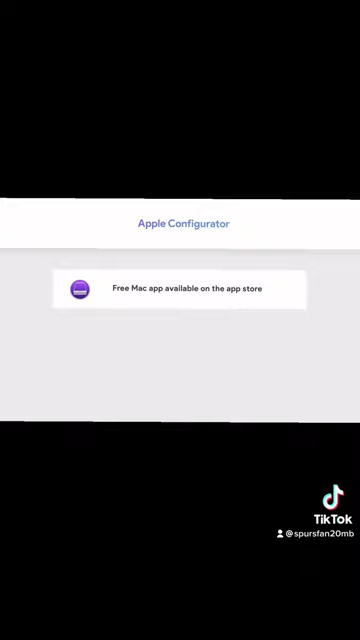 Apple Configurator
Free Mac app available on the app store
TikTok
@spursfan20mb